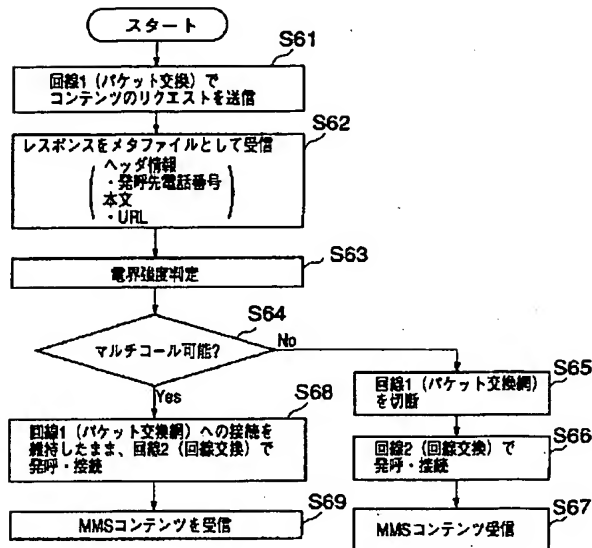 スタート
S61
回線1（パケット交換）で
コンテンツのリクエストを送信
S62
レスポンスをメタファイルとして受信
ヘッダ情報
・発呼先電話番号
本文
・URL
S63
電界強度判定
S64
マルチコール可能?
No
Yes
S65
回線1（パケット交換網）
を切断
S68
回線1（パケット交換網）への接続を
維持したまま、回線2（回線交換）で
発呼・接続
S66
回線2（回線交換）で
発呼・接続
S69
MMSコンテンツを受信
S67
MMSコンテンツ受信